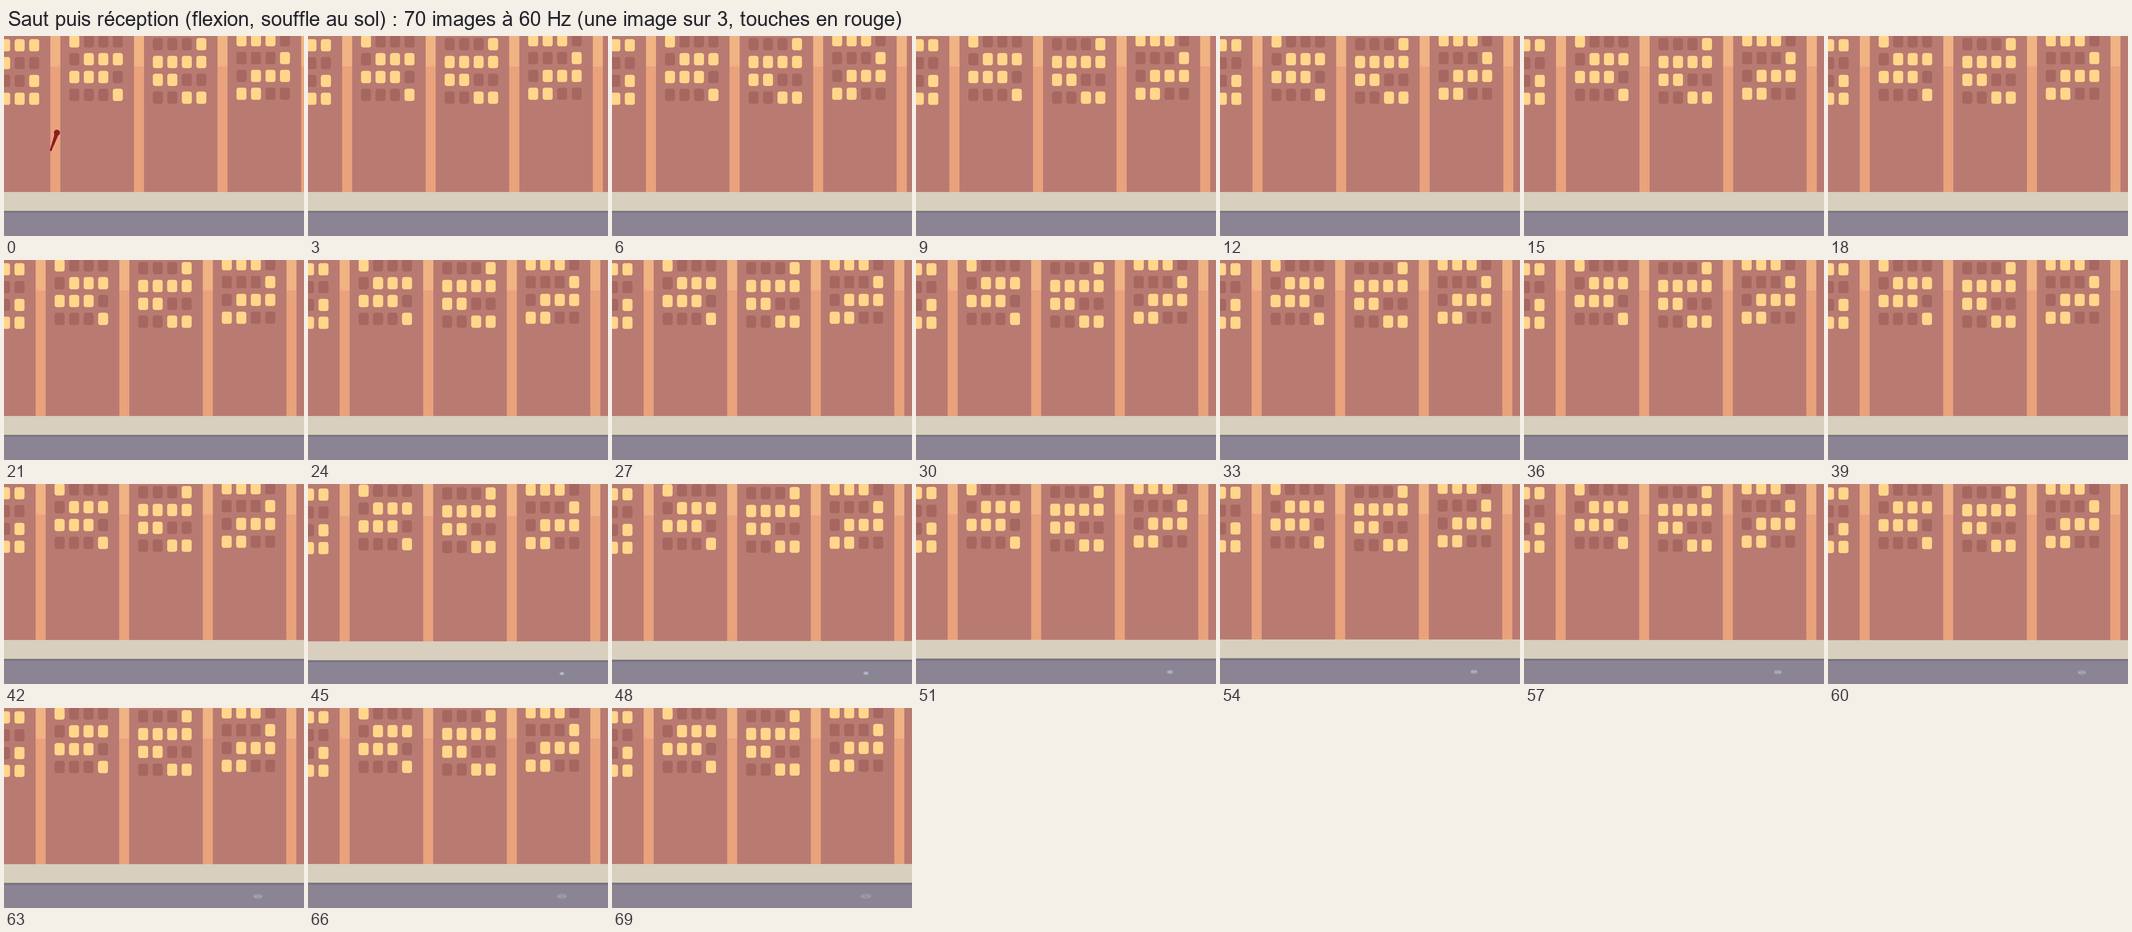 Saut puis réception (flexion, souffle au sol) : 70 images à 60 Hz (une image sur 3, touches en rouge)
0 3 6 9 12 15 18
21 24 27 30 33 36 39
42 45 48 51 54 57 60
63 66 69